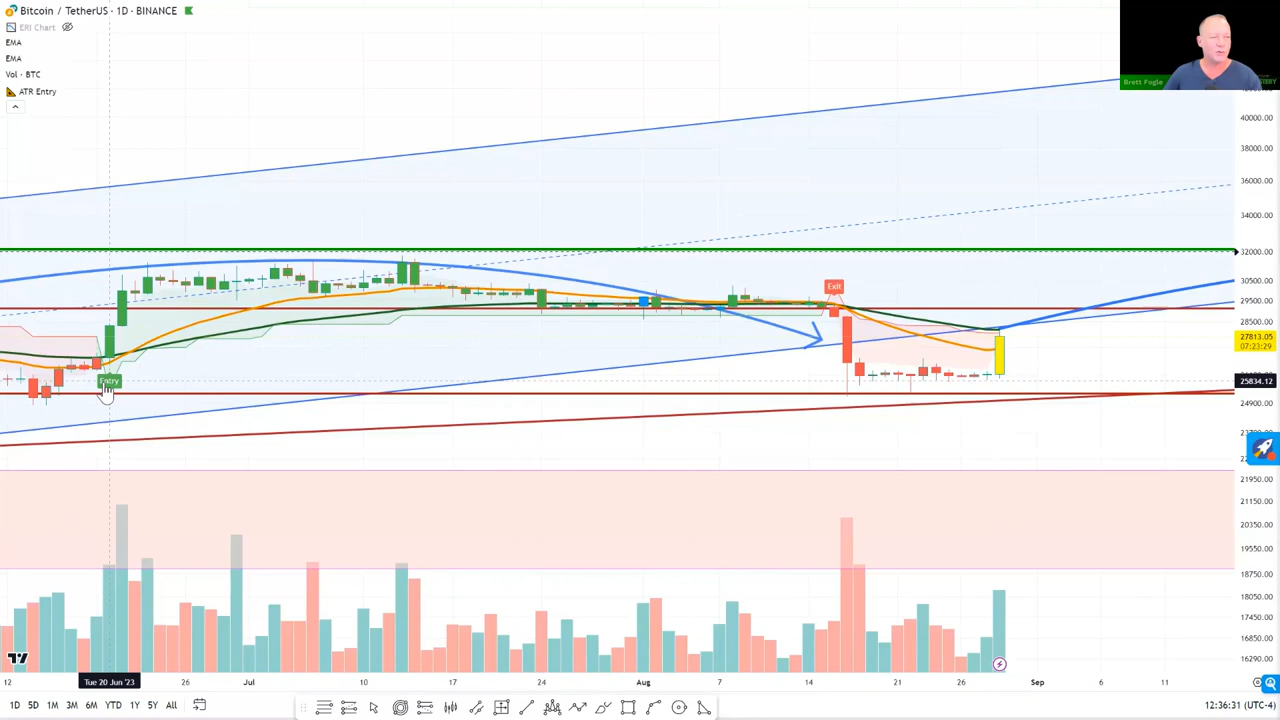 Bitcoin / TetherUS · 1D · BINANCE
ERI Chart
EMA
EMA
Vol · BTC
ATR Entry
Brett Fogle
40000.00
38000.00
36000.00
34000.00
32000.00
30500.00
29500.00
28500.00
27813.05
07:23:29
25834.12
24900.00
21950.00
21150.00
20350.00
19550.00
18750.00
18050.00
17450.00
16850.00
16290.00
Exit
Entry
12
Tue 20 Jun '23
26
Jul
10
17
24
Aug
7
14
21
26
Sep
6
11
1D 5D 1M 3M 6M YTD 1Y 5Y All
12:36:31 (UTC-4)